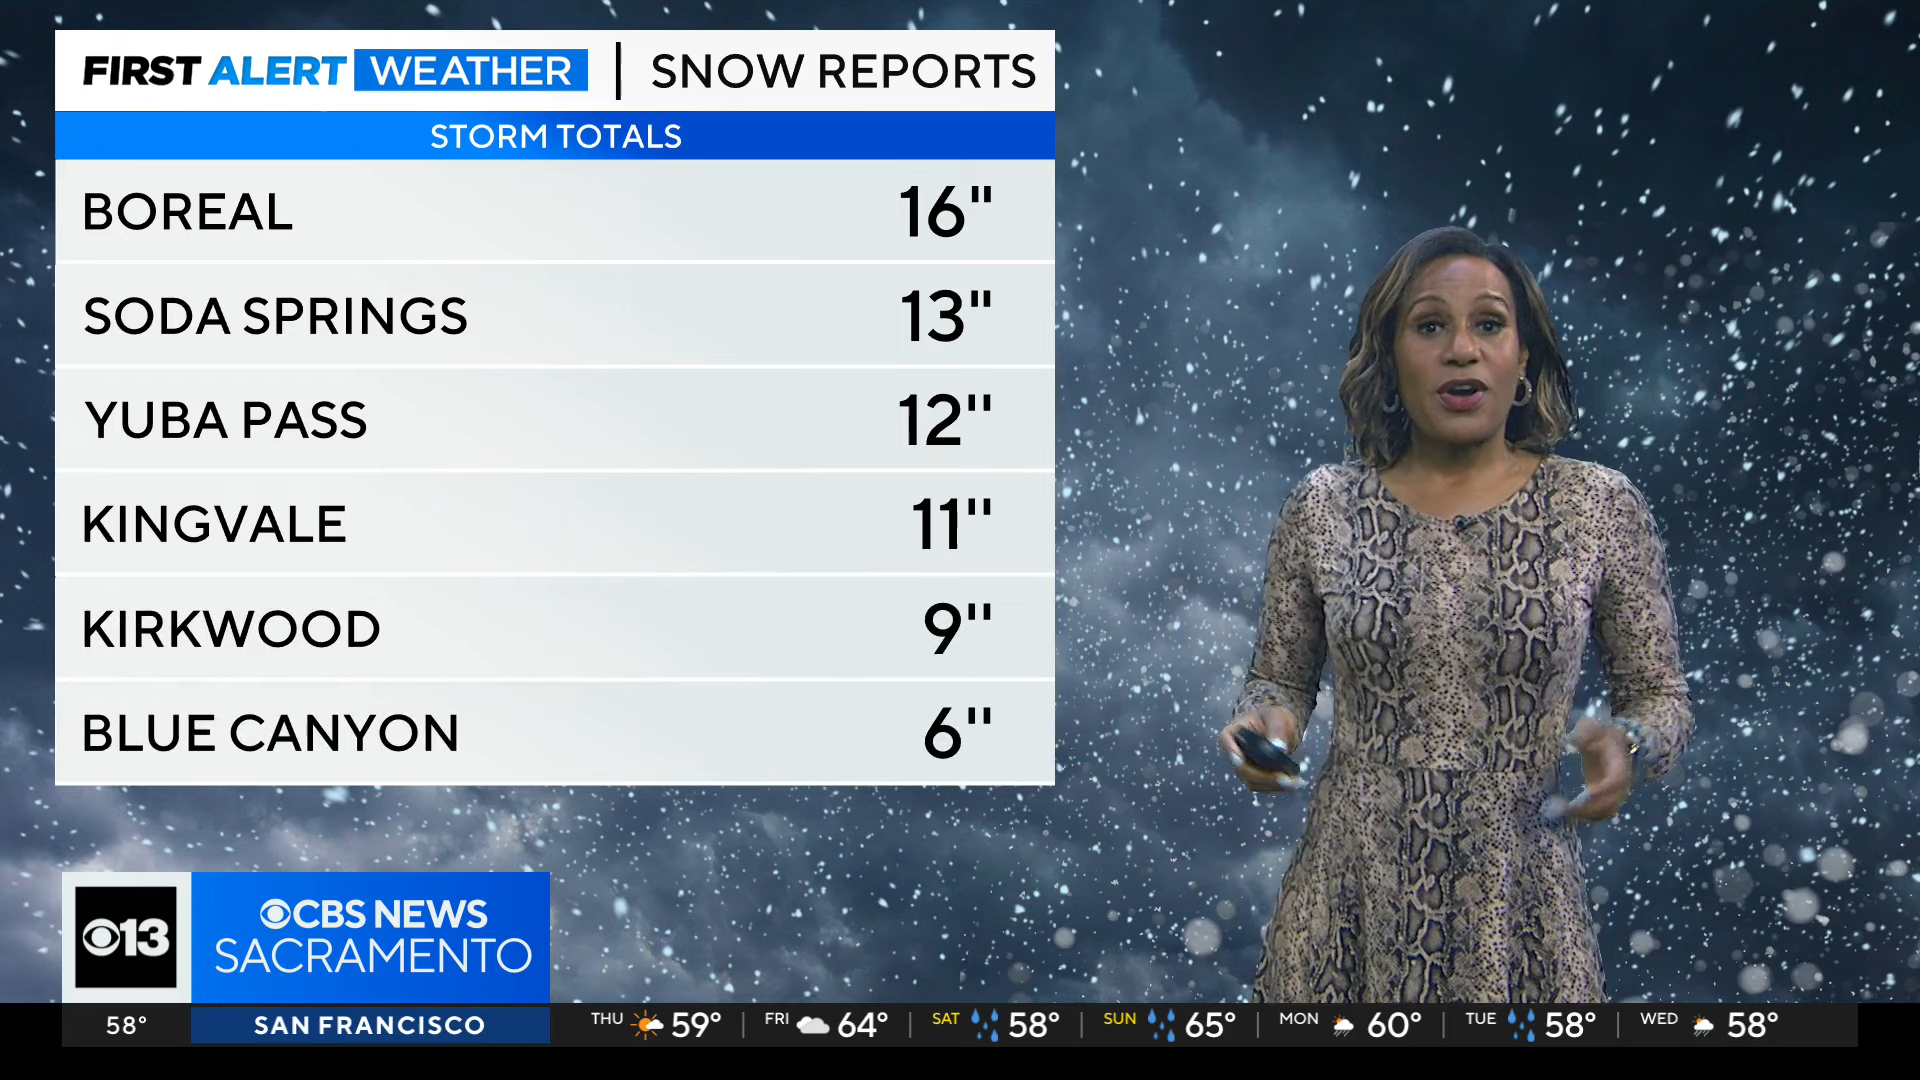 FIRST ALERT WEATHER | SNOW REPORTS
STORM TOTALS
BOREAL 16"
SODA SPRINGS 13"
YUBA PASS 12"
KINGVALE 11"
KIRKWOOD 9"
BLUE CANYON 6"
13
CBS NEWS
SACRAMENTO
58° SAN FRANCISCO THU 59° | FRI 64° | SAT 58° | SUN 65° | MON 60° | TUE 58° | WED 58°